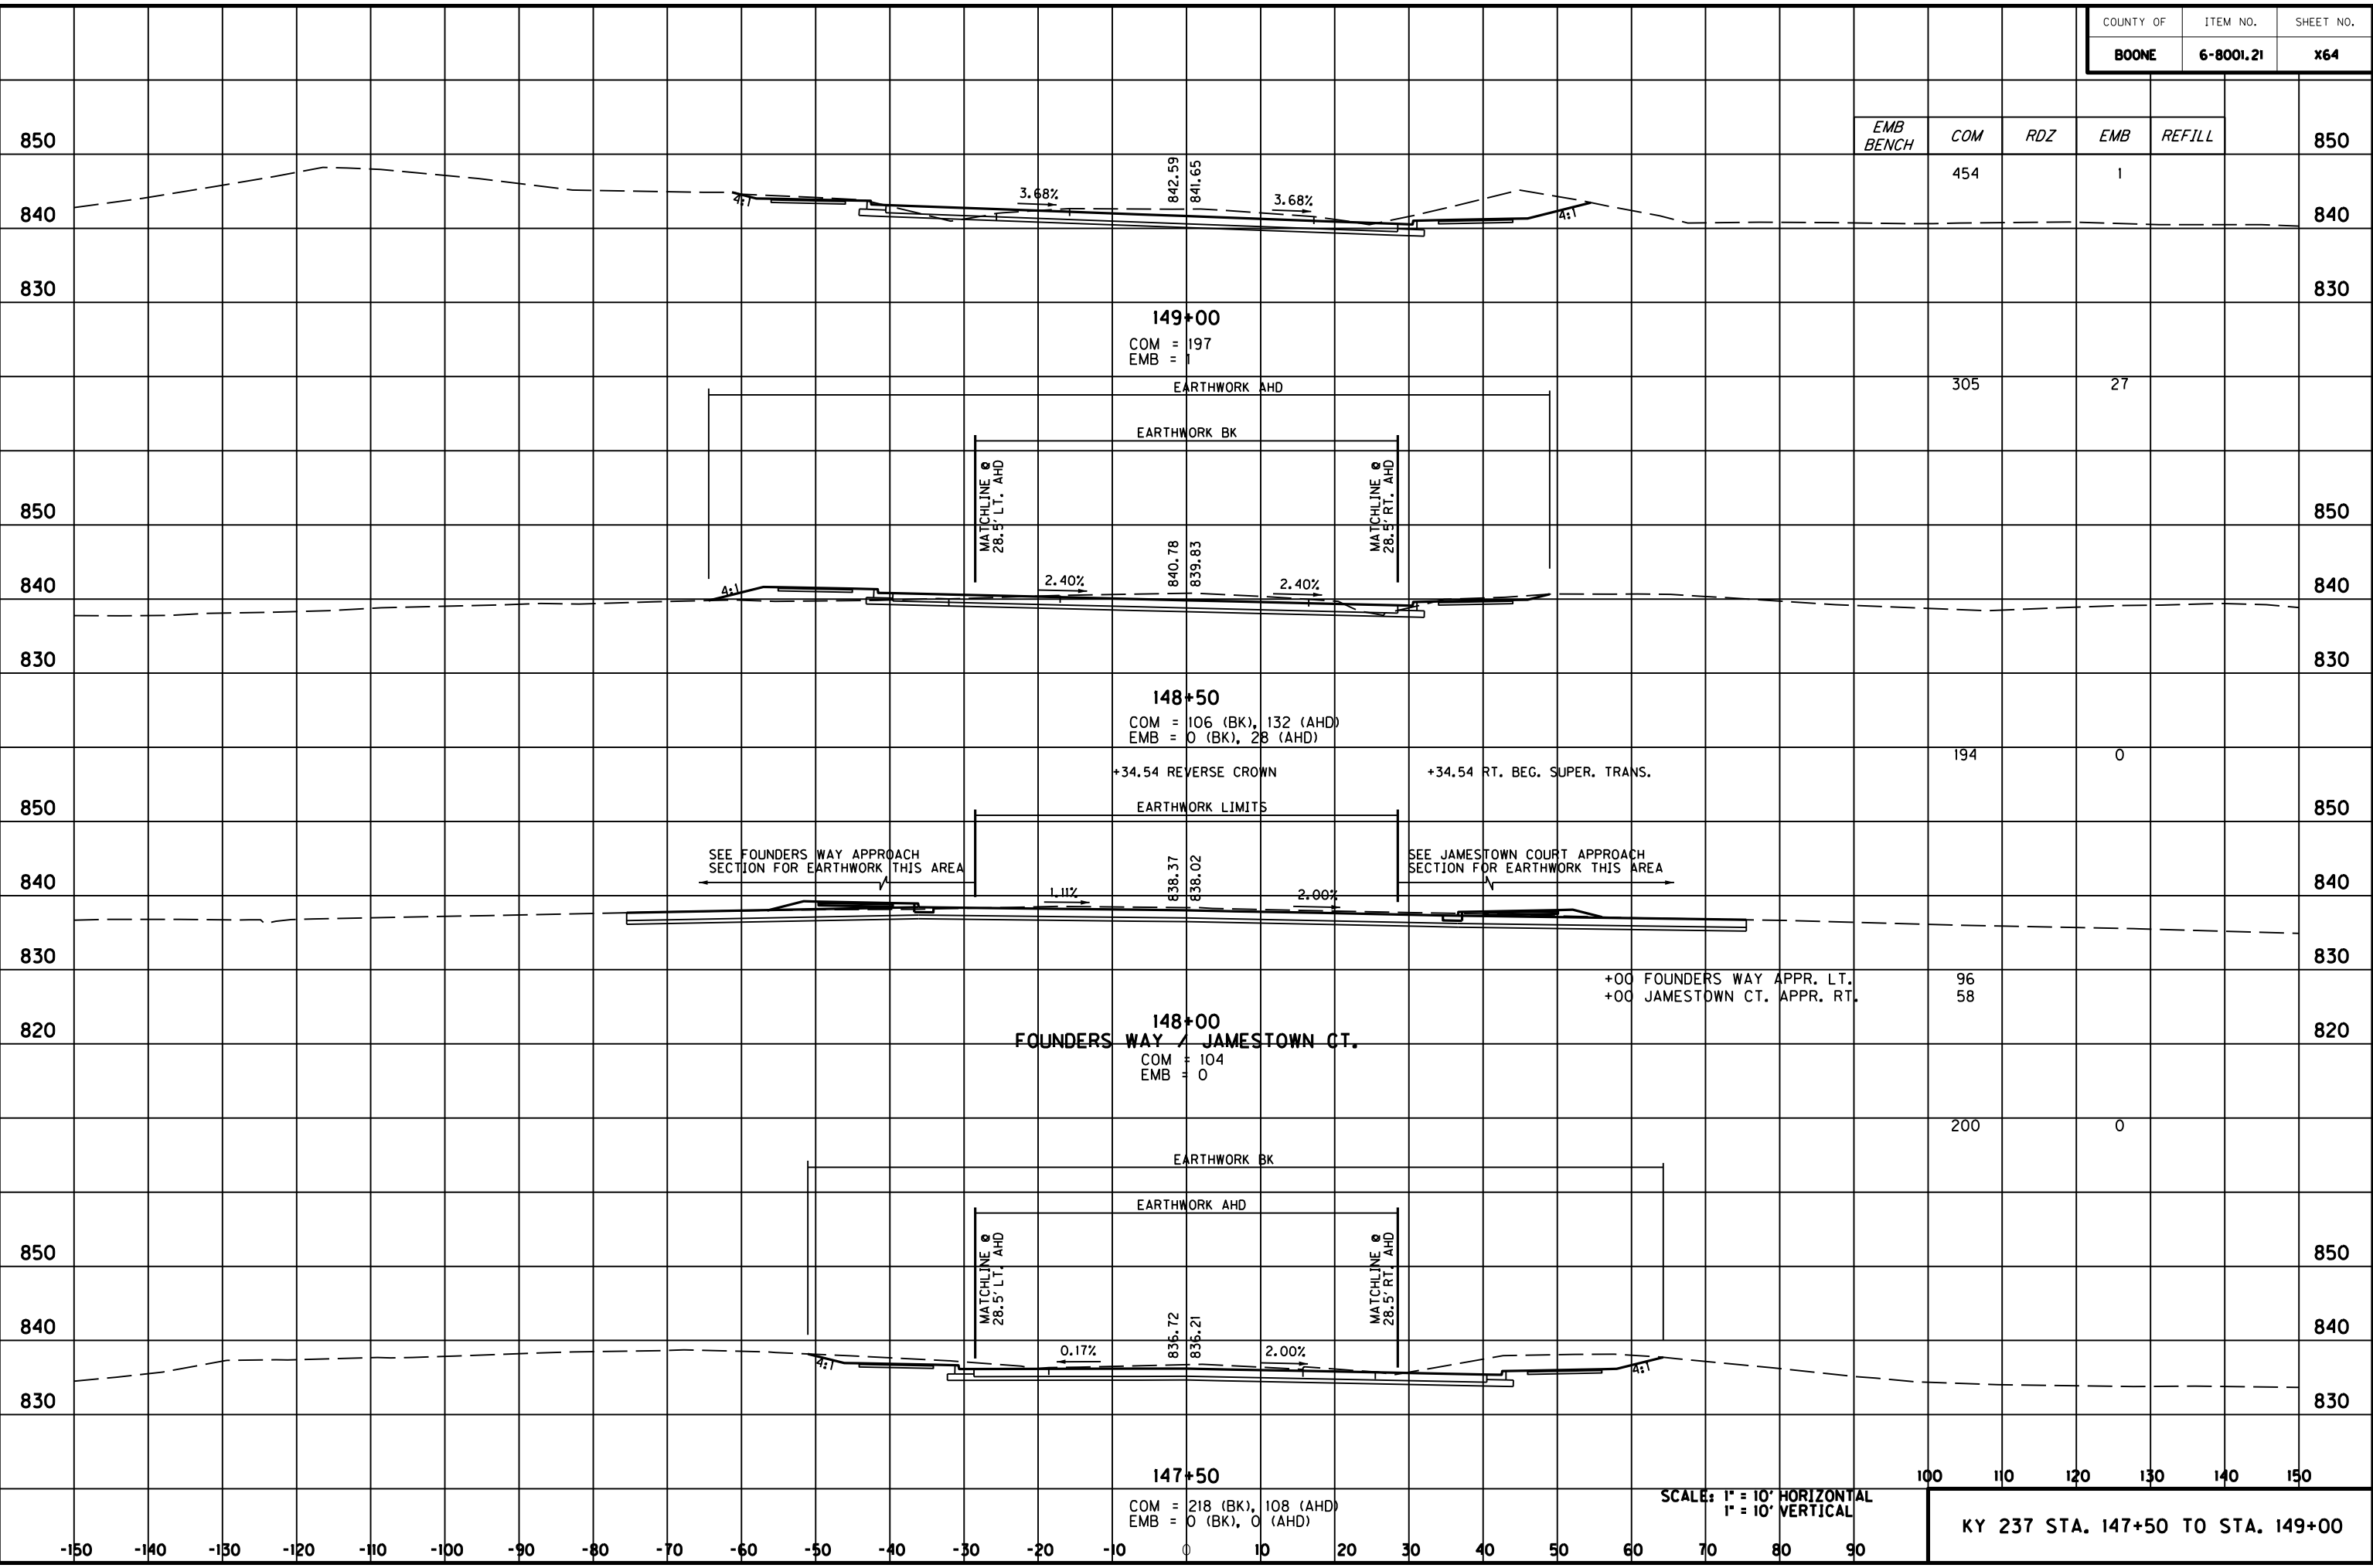 COUNTY OF ITEM NO. SHEET NO.
BOONE 6-8001.21 X64
EMB BENCH COM RDZ EMB REFILL
850 850
454 1
842.59
841.65
3.68% 3.68%
4:1 4:1
840 840
830 830
149+00
COM = 197
EMB = 1
305 27
EARTHWORK AHD
EARTHWORK BK
MATCHLINE @
28.5' LT. AHD
MATCHLINE @
28.5' RT. AHD
850 850
840.78
839.83
2.40% 2.40%
4:1
840 840
830 830
148+50
COM = 106 (BK), 132 (AHD)
EMB = 0 (BK), 28 (AHD)
194 0
+34.54 REVERSE CROWN +34.54 RT. BEG. SUPER. TRANS.
850 850
EARTHWORK LIMITS
SEE FOUNDERS WAY APPROACH
SECTION FOR EARTHWORK THIS AREA
SEE JAMESTOWN COURT APPROACH
SECTION FOR EARTHWORK THIS AREA
838.37
838.02
1.11% 2.00%
840 840
830 830
+00 FOUNDERS WAY APPR. LT. 96
+00 JAMESTOWN CT. APPR. RT. 58
820 820
148+00
FOUNDERS WAY / JAMESTOWN CT.
COM = 104
EMB = 0
200 0
EARTHWORK BK
EARTHWORK AHD
MATCHLINE @
28.5' LT. AHD
MATCHLINE @
28.5' RT. AHD
850 850
836.72
836.21
0.17% 2.00%
4:1 4:1
840 840
830 830
147+50
COM = 218 (BK), 108 (AHD)
EMB = 0 (BK), 0 (AHD)
100 110 120 130 140 150
SCALE: 1" = 10' HORIZONTAL
1" = 10' VERTICAL
KY 237 STA. 147+50 TO STA. 149+00
-150 -140 -130 -120 -110 -100 -90 -80 -70 -60 -50 -40 -30 -20 -10 0 10 20 30 40 50 60 70 80 90